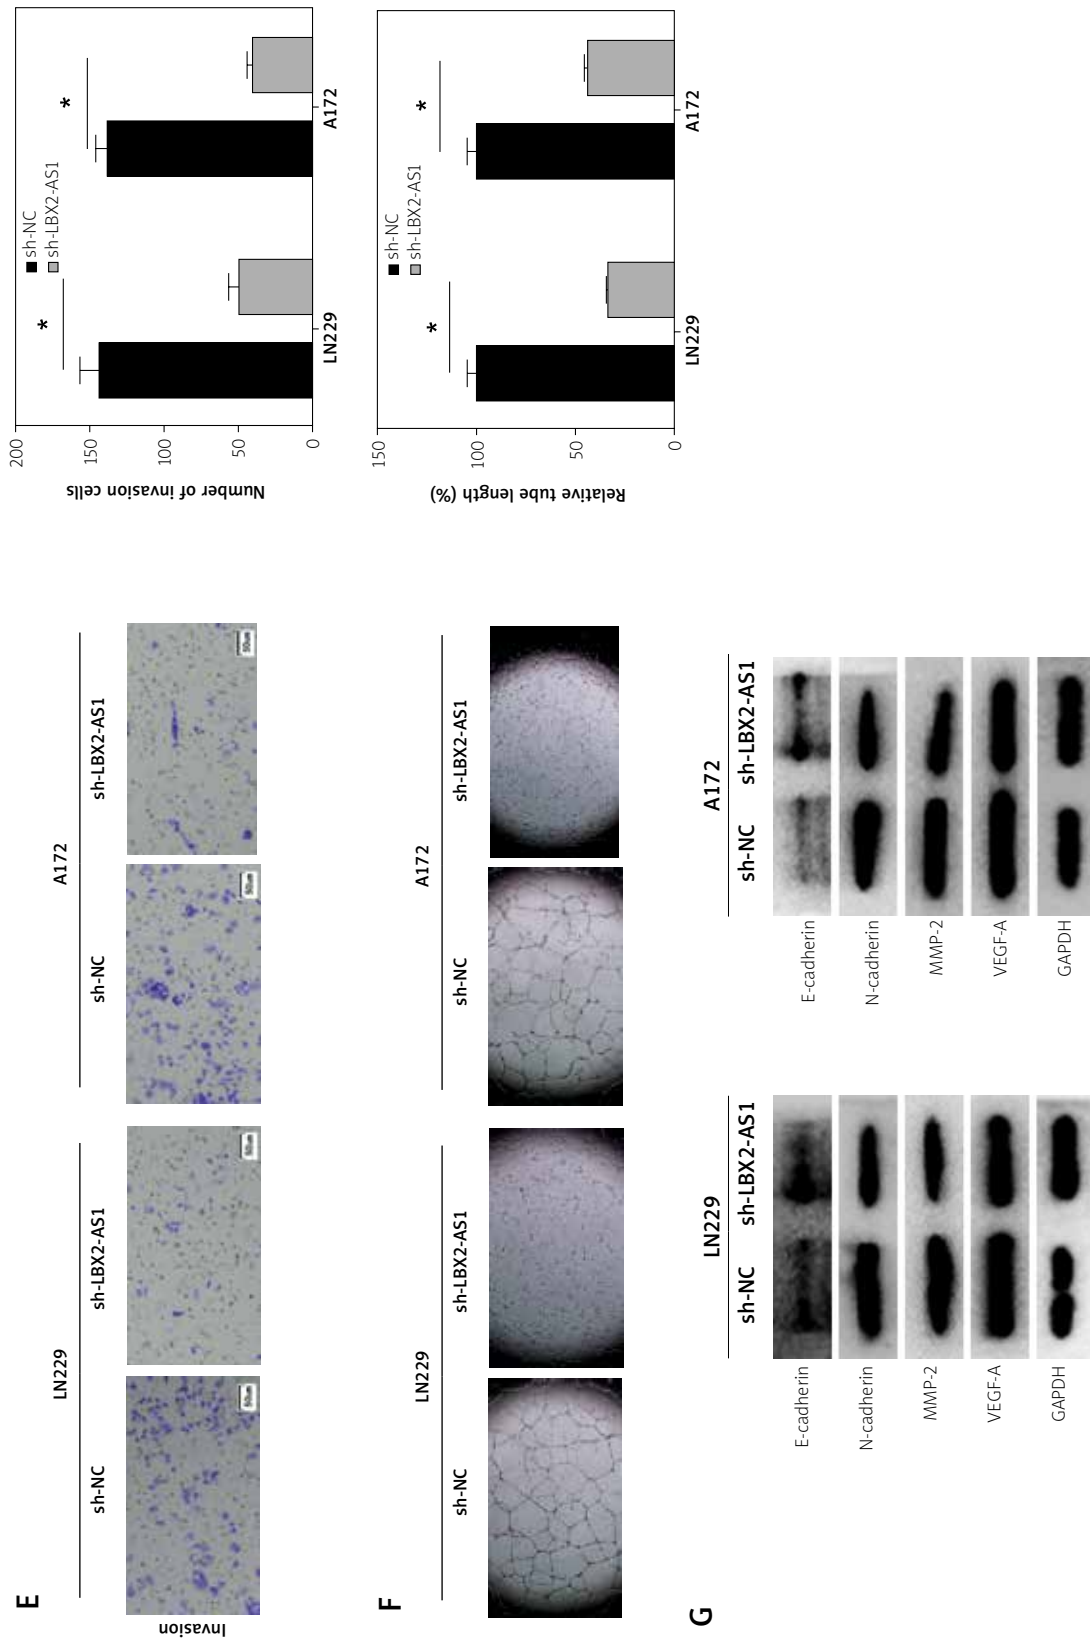 E
LN229
A172
sh-NC
sh-LBX2-AS1
sh-NC
sh-LBX2-AS1
Invasion
50um
50um
50um
50um
Number of invasion cells
200
150
100
50
0
sh-NC
sh-LBX2-AS1
*
*
LN229
A172
F
LN229
A172
sh-NC
sh-LBX2-AS1
sh-NC
sh-LBX2-AS1
Relative tube length (%)
150
100
50
0
sh-NC
sh-LBX2-AS1
*
*
LN229
A172
G
LN229
sh-NC
sh-LBX2-AS1
E-cadherin
N-cadherin
MMP-2
VEGF-A
GAPDH
A172
sh-NC
sh-LBX2-AS1
E-cadherin
N-cadherin
MMP-2
VEGF-A
GAPDH